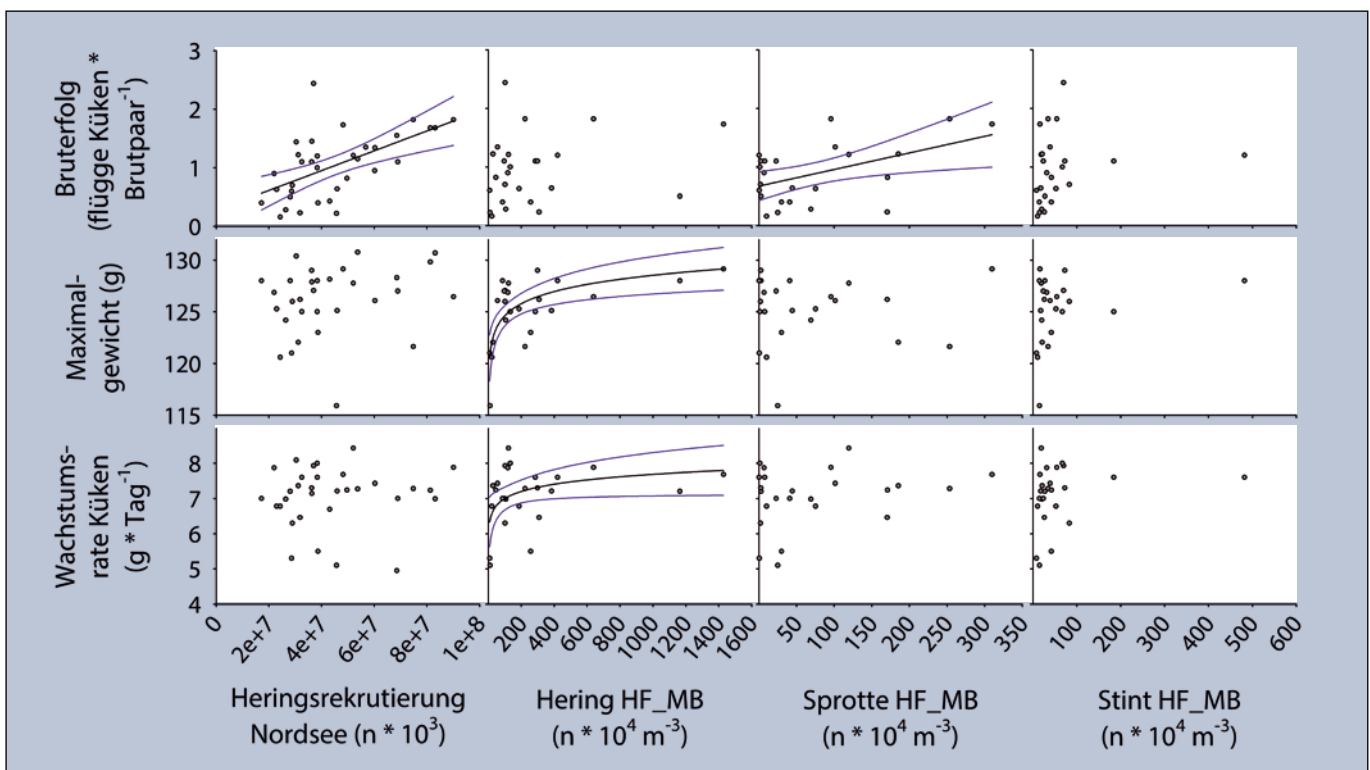 Bruterfolg
(flügge Küken *
Brutpaar⁻¹)
3
2
1
0
Maximal-
gewicht (g)
130
125
120
115
Wachstums-
rate Küken
(g * Tag⁻¹)
8
7
6
5
4
0
2e+7
4e+7
6e+7
8e+7
1e+8
200
400
600
800
1000
1200
1400
1600
50
100
150
200
250
300
350
100
200
300
400
500
600
Heringsrekrutierung
Nordsee (n * 10³)
Hering HF_MB
(n * 10⁴ m⁻³)
Sprotte HF_MB
(n * 10⁴ m⁻³)
Stint HF_MB
(n * 10⁴ m⁻³)